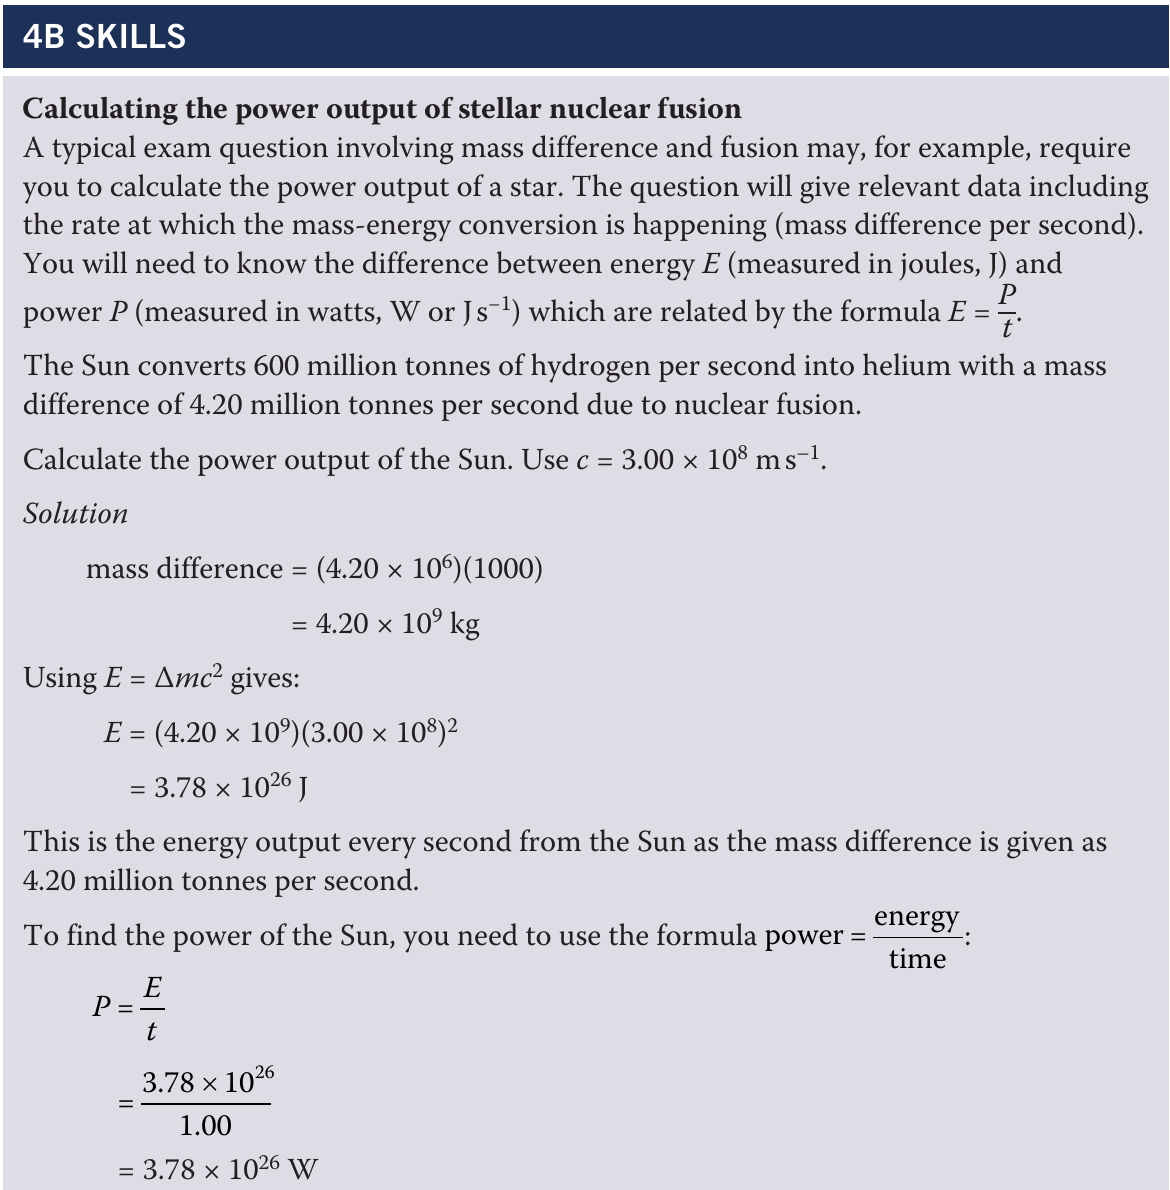 4B SKILLS
Calculating the power output of stellar nuclear fusion
A typical exam question involving mass difference and fusion may, for example, require
you to calculate the power output of a star. The question will give relevant data including
the rate at which the mass-energy conversion is happening (mass difference per second).
You will need to know the difference between energy E (measured in joules, J) and
power P (measured in watts, W or J s⁻¹) which are related by the formula E = P/t.
The Sun converts 600 million tonnes of hydrogen per second into helium with a mass
difference of 4.20 million tonnes per second due to nuclear fusion.
Calculate the power output of the Sun. Use c = 3.00 × 10⁸ m s⁻¹.
Solution
mass difference = (4.20 × 10⁶)(1000)
= 4.20 × 10⁹ kg
Using E = Δmc² gives:
E = (4.20 × 10⁹)(3.00 × 10⁸)²
= 3.78 × 10²⁶ J
This is the energy output every second from the Sun as the mass difference is given as
4.20 million tonnes per second.
To find the power of the Sun, you need to use the formula power = energy/time:
P = E/t
= 3.78 × 10²⁶/1.00
= 3.78 × 10²⁶ W